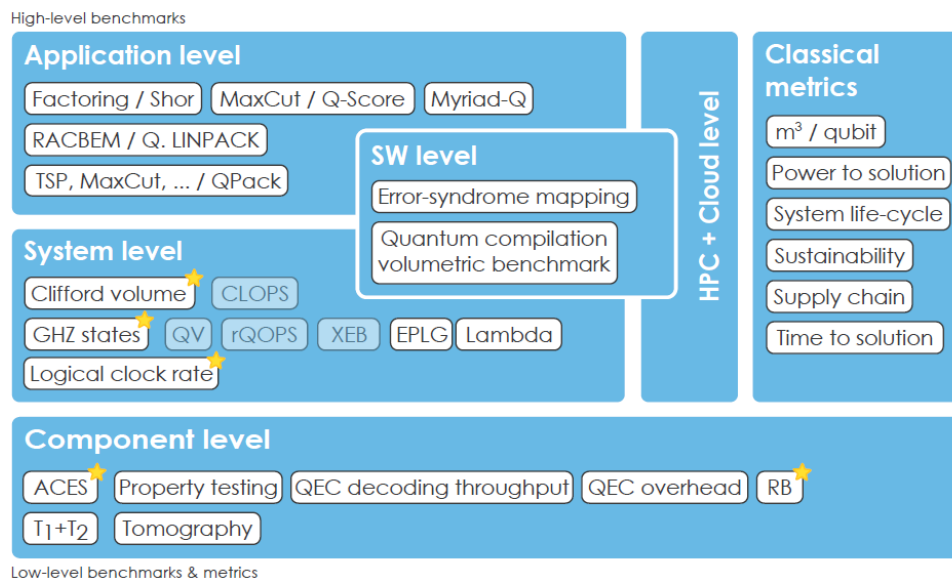 High-level benchmarks
Application level
Factoring / Shor
MaxCut / Q-Score
Myriad-Q
RACBEM / Q. LINPACK
TSP, MaxCut, ... / QPack
SW level
Error-syndrome mapping
Quantum compilation
volumetric benchmark
System level
Clifford volume
CLOPS
GHZ states
QV
rQOPS
XEB
EPLG
Lambda
Logical clock rate
HPC + Cloud level
Classical
metrics
m³ / qubit
Power to solution
System life-cycle
Sustainability
Supply chain
Time to solution
Component level
ACES
Property testing
QEC decoding throughput
QEC overhead
RB
T1+T2
Tomography
Low-level benchmarks & metrics